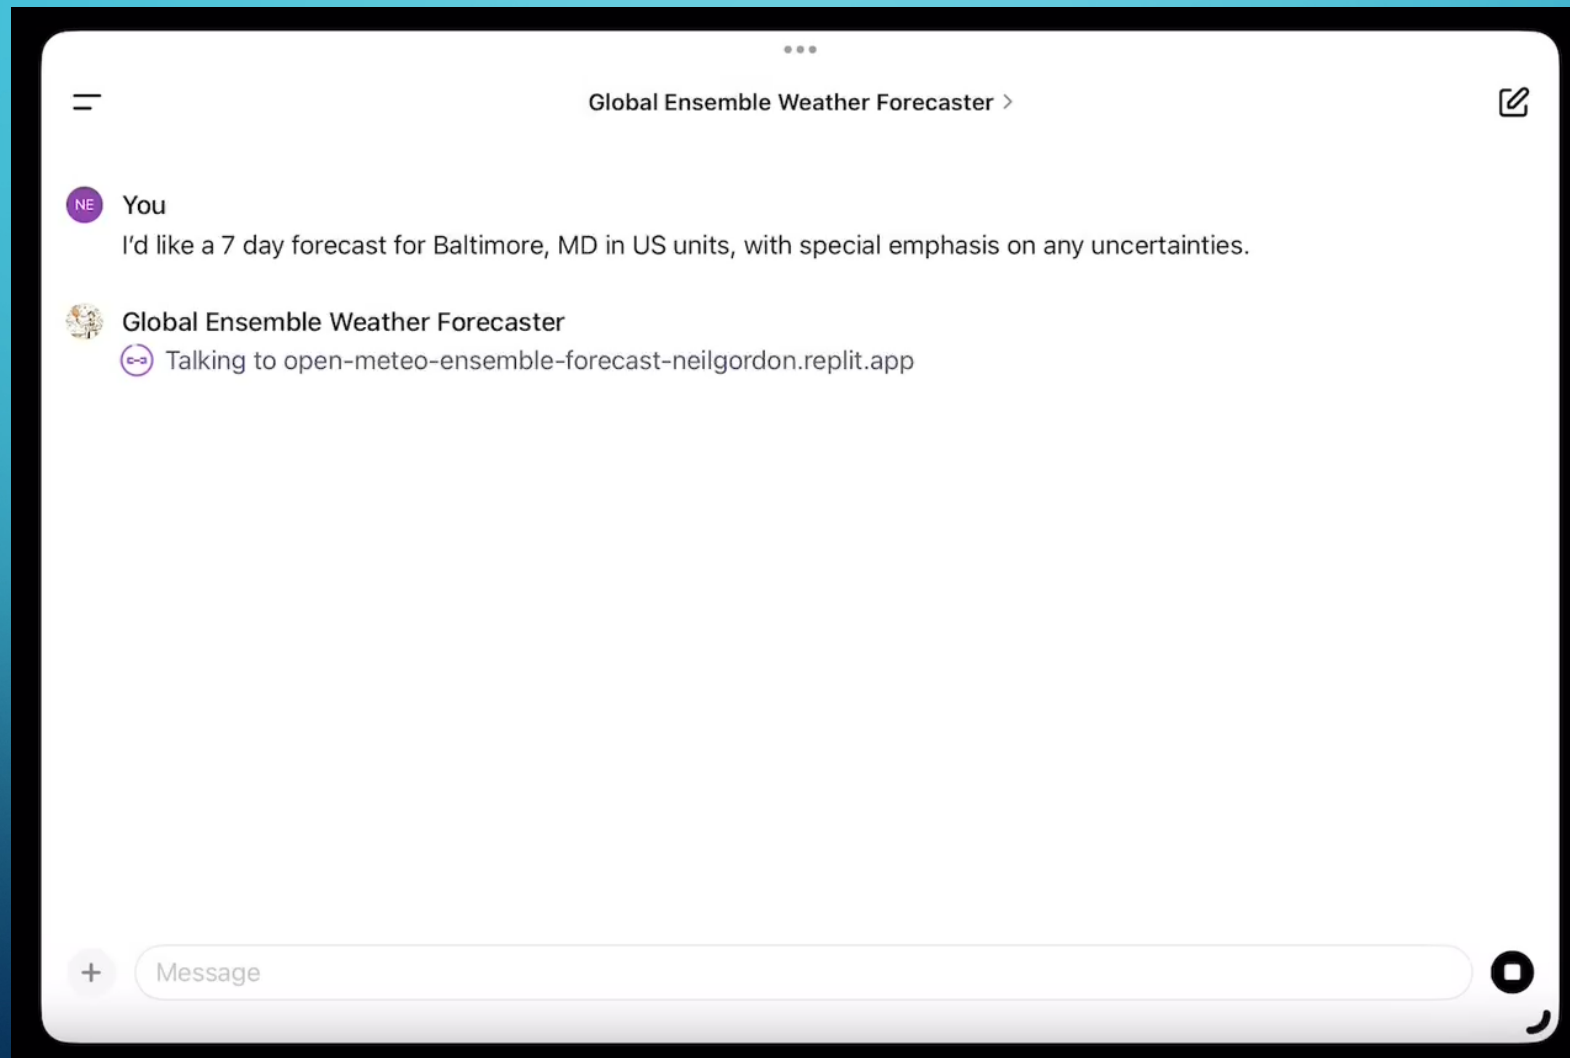 Global Ensemble Weather Forecaster
NE
You
I'd like a 7 day forecast for Baltimore, MD in US units, with special emphasis on any uncertainties.
Global Ensemble Weather Forecaster
Talking to open-meteo-ensemble-forecast-neilgordon.replit.app
Message